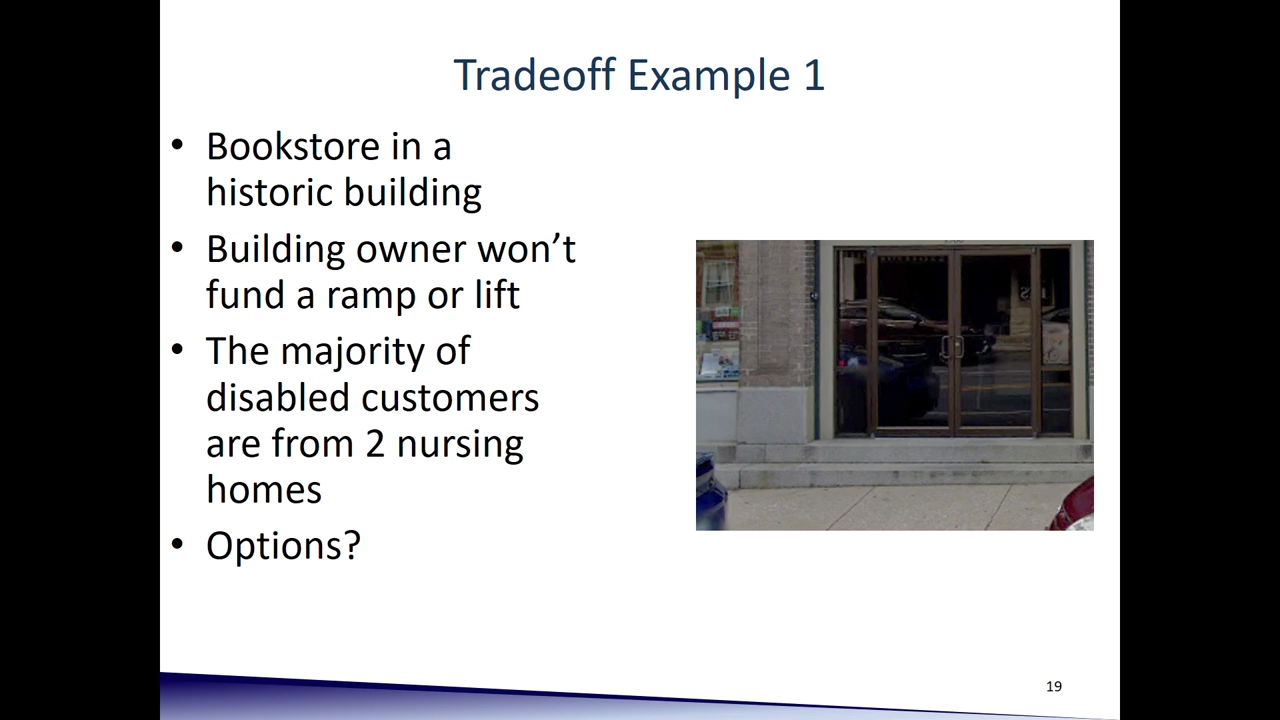 Tradeoff Example 1
• Bookstore in a
historic building
• Building owner won’t
fund a ramp or lift
• The majority of
disabled customers
are from 2 nursing
homes
• Options?
19